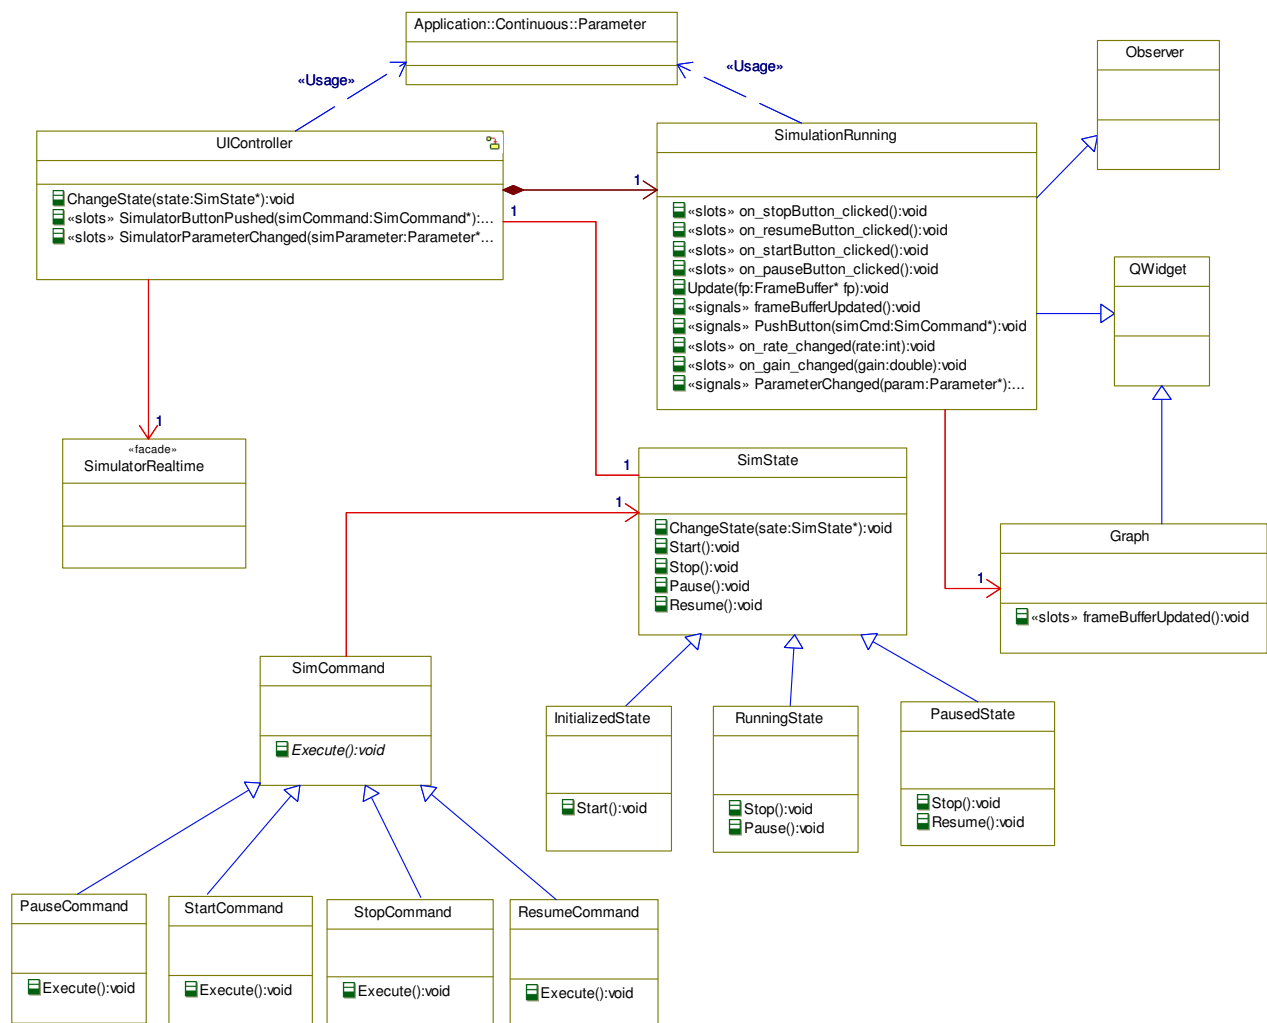 Application::Continuous::Parameter
«Usage»
«Usage»
Observer
UIController
ChangeState(state:SimState*):void
«slots» SimulatorButtonPushed(simCommand:SimCommand*):...
«slots» SimulatorParameterChanged(simParameter:Parameter*...
1
1
SimulationRunning
«slots» on_stopButton_clicked():void
«slots» on_resumeButton_clicked():void
«slots» on_startButton_clicked():void
«slots» on_pauseButton_clicked():void
Update(fp:FrameBuffer* fp):void
«signals» frameBufferUpdated():void
«signals» PushButton(simCmd:SimCommand*):void
«slots» on_rate_changed(rate:int):void
«slots» on_gain_changed(gain:double):void
«signals» ParameterChanged(param:Parameter*):...
QWidget
1
«facade»
SimulatorRealtime
1
1
SimState
ChangeState(sate:SimState*):void
Start():void
Stop():void
Pause():void
Resume():void
1
Graph
«slots» frameBufferUpdated():void
SimCommand
Execute():void
InitializedState
Start():void
RunningState
Stop():void
Pause():void
PausedState
Stop():void
Resume():void
PauseCommand
Execute():void
StartCommand
Execute():void
StopCommand
Execute():void
ResumeCommand
Execute():void